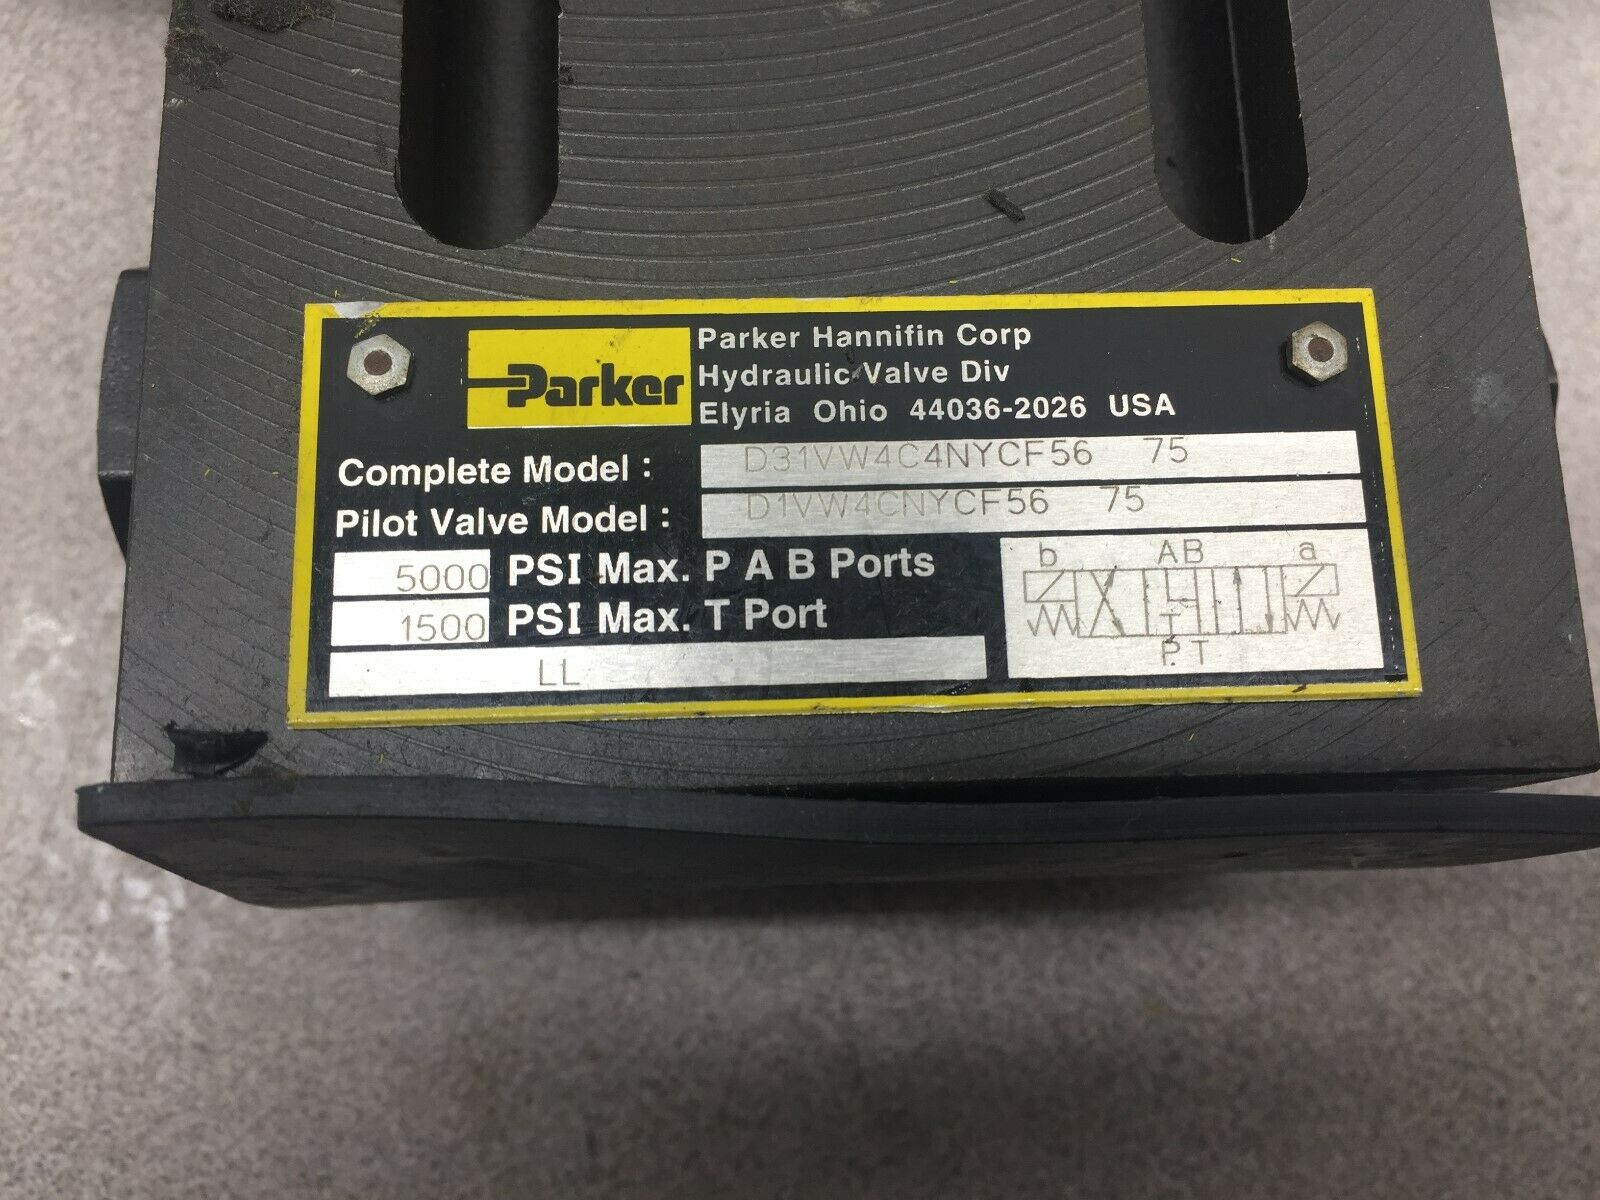 Parker
Parker Hannifin Corp
Hydraulic Valve Div
Elyria Ohio 44036-2026 USA
Complete Model : D31VW4C4NYCF56 75
Pilot Valve Model : D1VW4CNYCF56 75
5000 PSI Max. P A B Ports
1500 PSI Max. T Port
LL
b AB a
P T